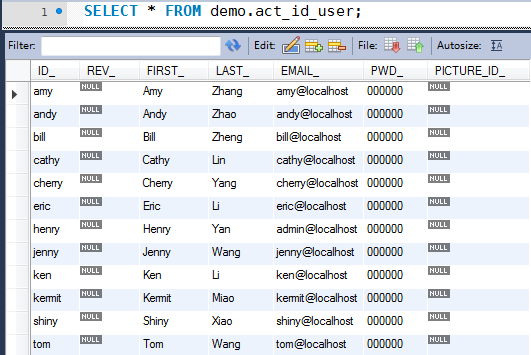 1 SELECT * FROM demo.act_id_user;
Filter: Edit: File: Autosize:
ID_ REV_ FIRST_ LAST_ EMAIL_ PWD_ PICTURE_ID_
amy NULL Amy Zhang amy@localhost 000000 NULL
andy NULL Andy Zhao andy@localhost 000000 NULL
bill NULL Bill Zheng bill@localhost 000000 NULL
cathy NULL Cathy Lin cathy@localhost 000000 NULL
cherry NULL Cherry Yang cherry@localhost 000000 NULL
eric NULL Eric Li eric@localhost 000000 NULL
henry NULL Henry Yan admin@localhost 000000 NULL
jenny NULL Jenny Wang jenny@localhost 000000 NULL
ken NULL Ken Li ken@localhost 000000 NULL
kermit NULL Kermit Miao kermit@localhost 000000 NULL
shiny NULL Shiny Xiao shiny@localhost 000000 NULL
tom NULL Tom Wang tom@localhost 000000 NULL